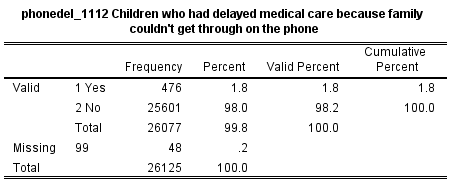 phonedel_1112 Children who had delayed medical care because family
couldn't get through on the phone
Frequency Percent Valid Percent Cumulative Percent
Valid 1 Yes 476 1.8 1.8 1.8
2 No 25601 98.0 98.2 100.0
Total 26077 99.8 100.0
Missing 99 48 .2
Total 26125 100.0